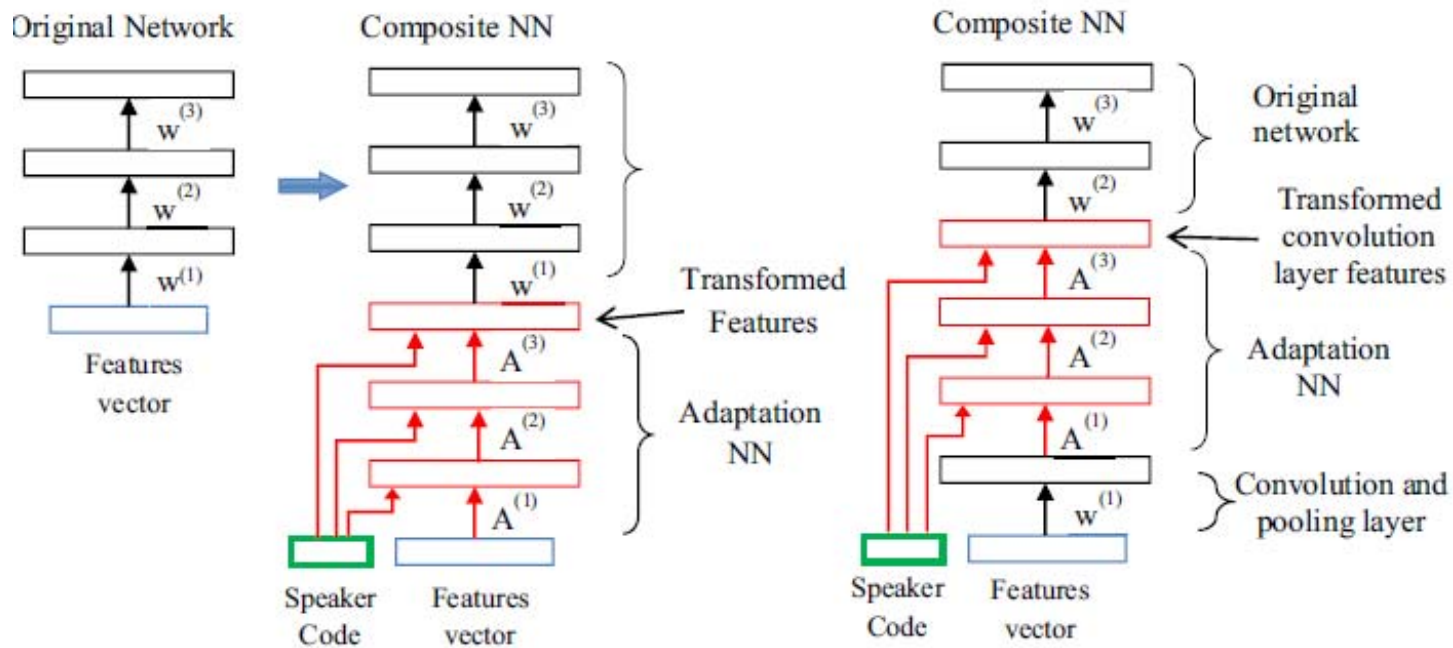 Original Network
w(3)
w(2)
w(1)
Features
vector
Composite NN
w(3)
w(2)
w(1)
Transformed
Features
A(3)
A(2)
A(1)
Adaptation
NN
Speaker
Code
Features
vector
Composite NN
w(3)
Original
network
w(2)
Transformed
convolution
layer features
A(3)
A(2)
A(1)
Adaptation
NN
w(1)
Convolution and
pooling layer
Speaker
Code
Features
vector